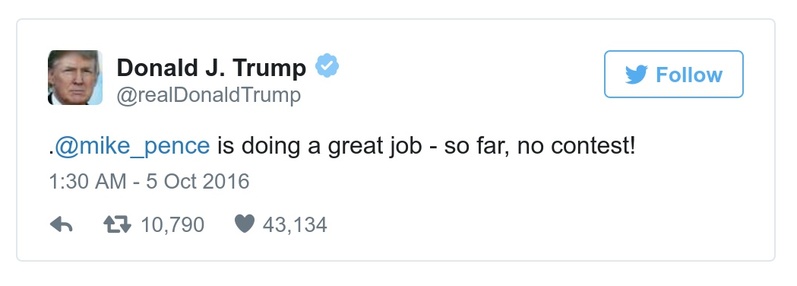 Donald J. Trump
@realDonaldTrump
Follow
.@mike_pence is doing a great job - so far, no contest!
1:30 AM - 5 Oct 2016
10,790 43,134